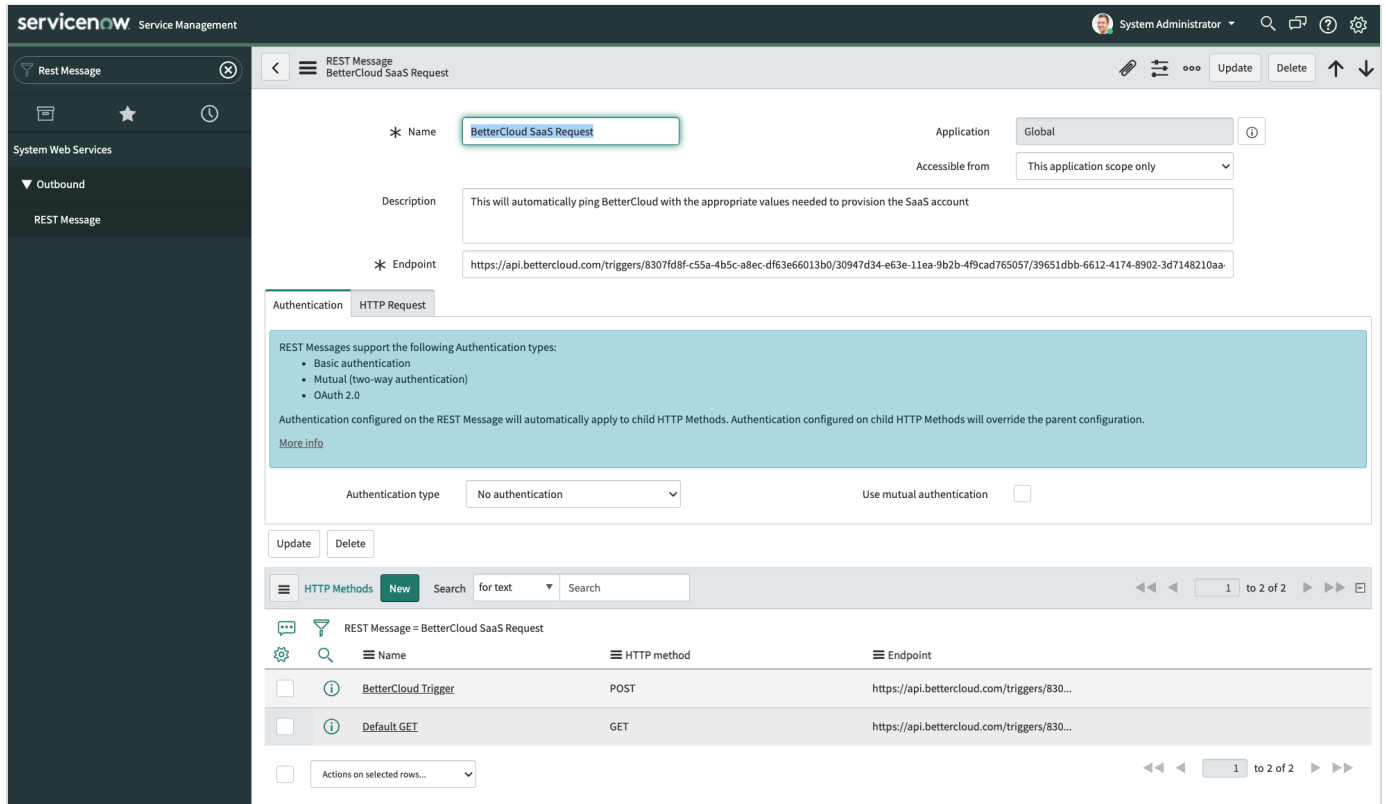 servicenow. Service Management
System Administrator
Rest Message
REST Message
BetterCloud SaaS Request
Update
Delete
System Web Services
Outbound
REST Message
Name
BetterCloud SaaS Request
Application
Global
Accessible from
This application scope only
Description
This will automatically ping BetterCloud with the appropriate values needed to provision the SaaS account
Endpoint
https://api.bettercloud.com/triggers/8307fd8f-c55a-4b5c-a8ec-df63e66013b0/30947d34-e63e-11ea-9b2b-4f9cad765057/39651dbb-6612-4174-8902-3d7148210aa-
Authentication
HTTP Request
REST Messages support the following Authentication types:
• Basic authentication
• Mutual (two-way authentication)
• OAuth 2.0
Authentication configured on the REST Message will automatically apply to child HTTP Methods. Authentication configured on child HTTP Methods will override the parent configuration.
More info
Authentication type
No authentication
Use mutual authentication
Update
Delete
HTTP Methods
New
Search
for text
Search
1 to 2 of 2
REST Message = BetterCloud SaaS Request
Name
HTTP method
Endpoint
BetterCloud Trigger
POST
https://api.bettercloud.com/triggers/830...
Default GET
GET
https://api.bettercloud.com/triggers/830...
Actions on selected rows...
1 to 2 of 2